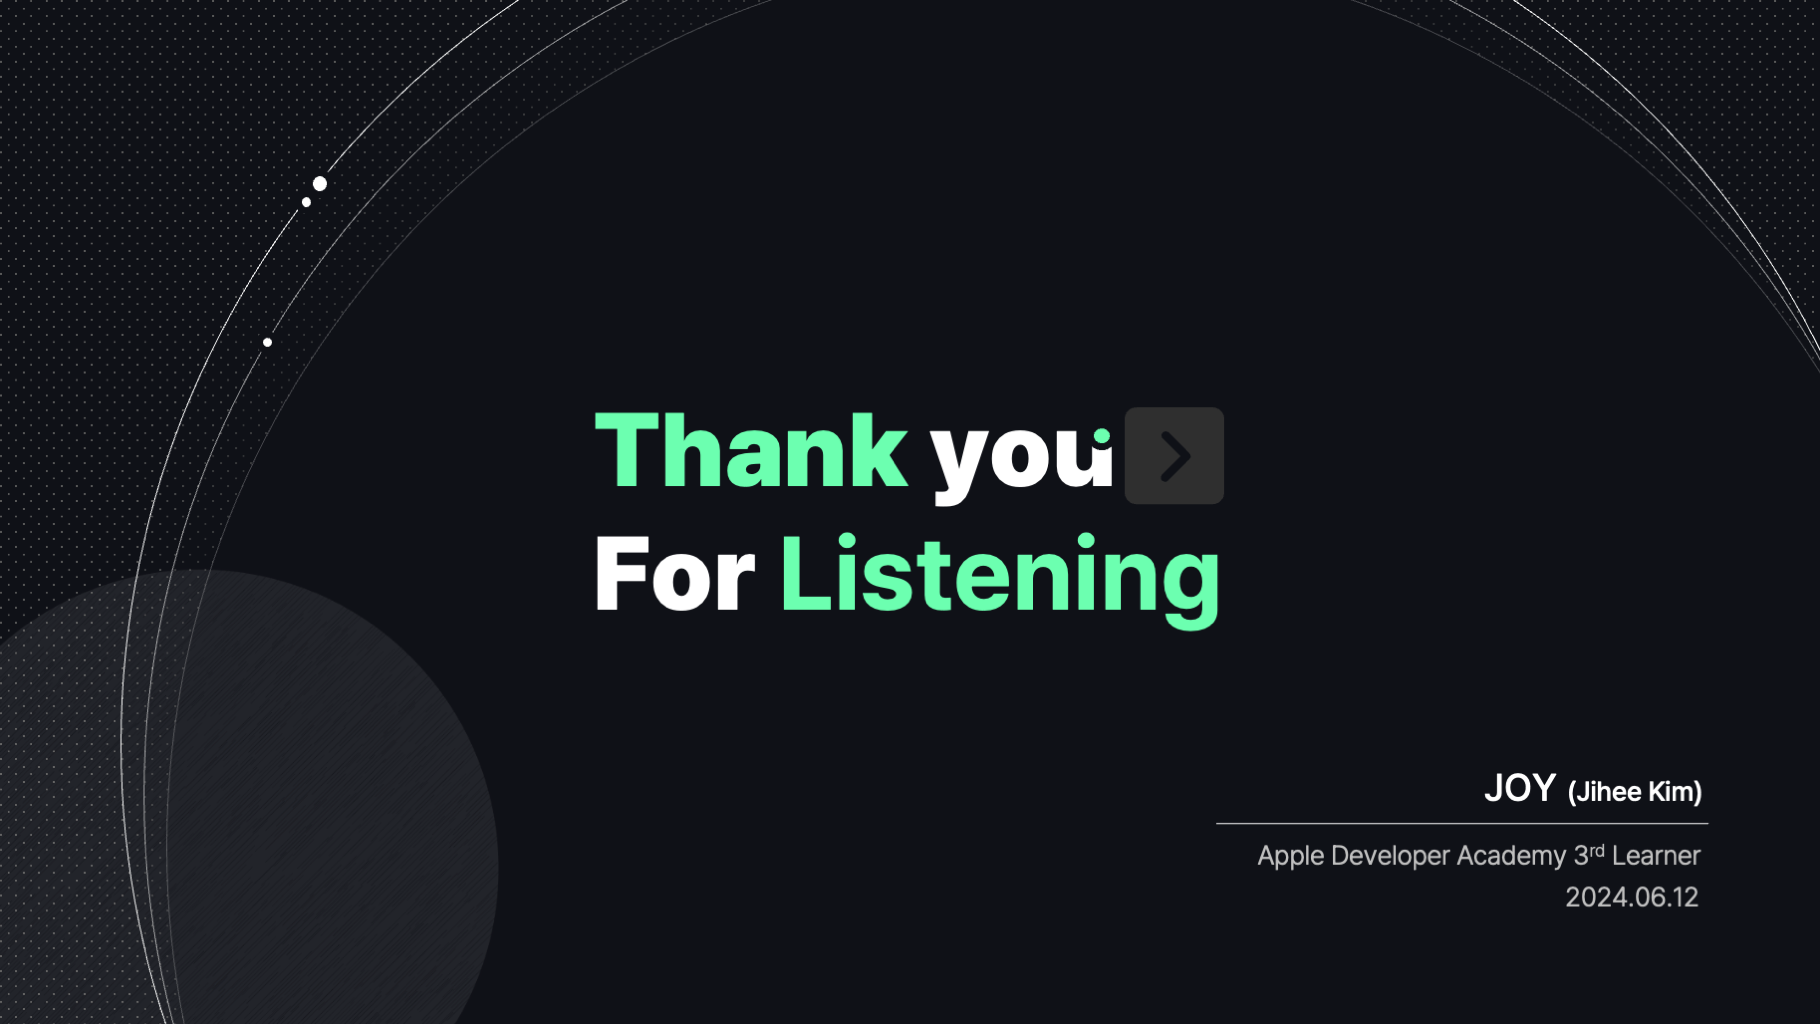 Thank you
For Listening
JOY (Jihee Kim)
Apple Developer Academy 3rd Learner
2024.06.12